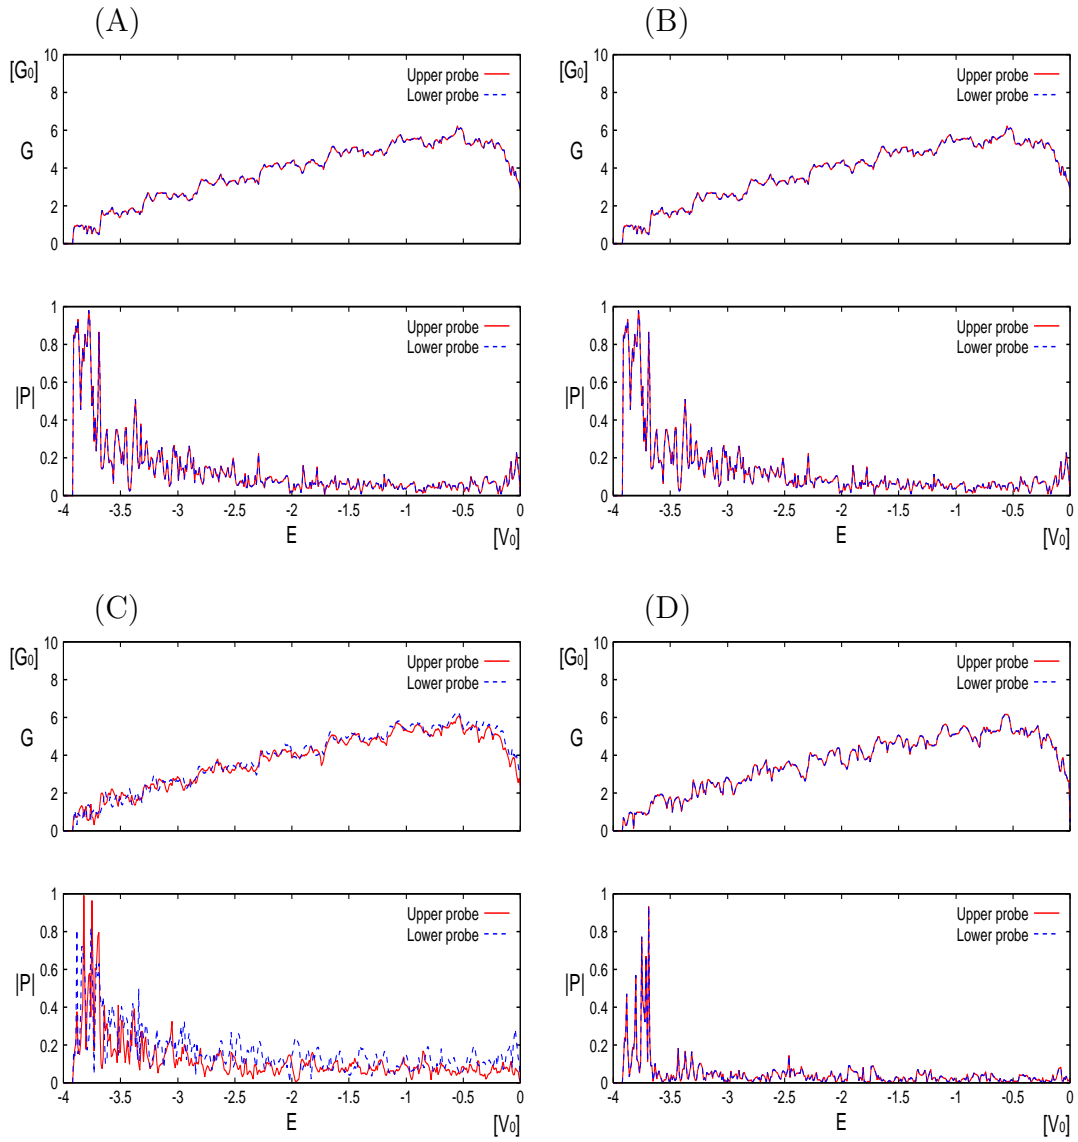 (A) (B)
10 10
[G₀] Upper probe [G₀] Upper probe
8 Lower probe 8 Lower probe
6 6
G G
4 4
2 2
0 0
1 1
Upper probe Upper probe
0.8 Lower probe 0.8 Lower probe
0.6 0.6
|P| |P|
0.4 0.4
0.2 0.2
0 0
-4 -3.5 -3 -2.5 -2 -1.5 -1 -0.5 0 -4 -3.5 -3 -2.5 -2 -1.5 -1 -0.5 0
E [V₀] E [V₀]
(C) (D)
10 10
[G₀] Upper probe [G₀] Upper probe
8 Lower probe 8 Lower probe
6 6
G G
4 4
2 2
0 0
1 1
Upper probe Upper probe
0.8 Lower probe 0.8 Lower probe
0.6 0.6
|P| |P|
0.4 0.4
0.2 0.2
0 0
-4 -3.5 -3 -2.5 -2 -1.5 -1 -0.5 0 -4 -3.5 -3 -2.5 -2 -1.5 -1 -0.5 0
E [V₀] E [V₀]